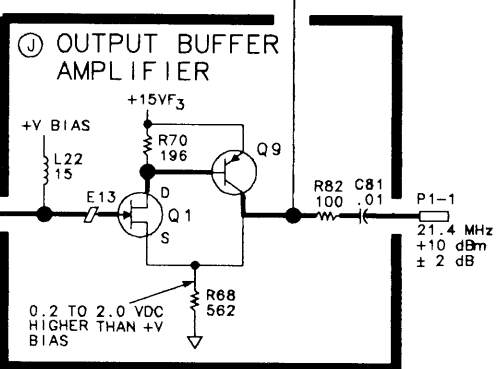 J OUTPUT BUFFER
AMPLIFIER
+15VF3
+V BIAS
R70
196
Q9
L22
15
E13
D
Q1
S
R82
100
C81
.01
P1-1
21.4 MHz
+10 dBm
± 2 dB
0.2 TO 2.0 VDC
HIGHER THAN +V
BIAS
R68
562